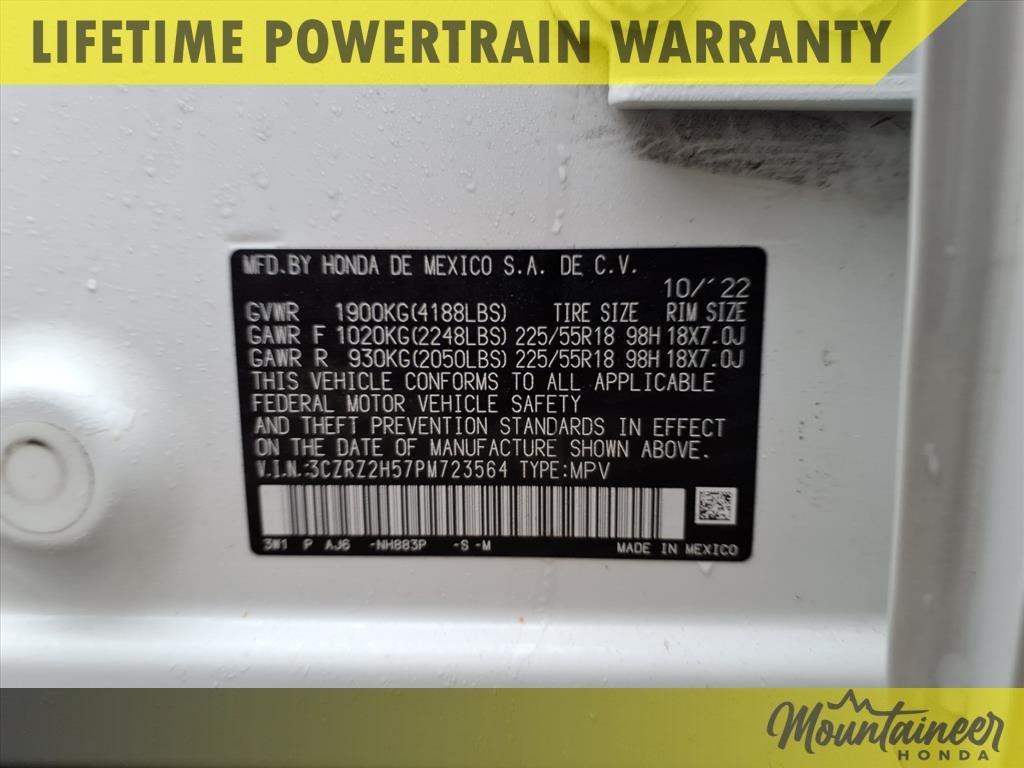 LIFETIME POWERTRAIN WARRANTY
MFD.BY HONDA DE MEXICO S.A. DE C.V.
10/'22
GVWR 1900KG(4188LBS) TIRE SIZE RIM SIZE
GAWR F 1020KG(2248LBS) 225/55R18 98H 18X7.0J
GAWR R 930KG(2050LBS) 225/55R18 98H 18X7.0J
THIS VEHICLE CONFORMS TO ALL APPLICABLE
FEDERAL MOTOR VEHICLE SAFETY
AND THEFT PREVENTION STANDARDS IN EFFECT
ON THE DATE OF MANUFACTURE SHOWN ABOVE.
V.I.N.:3CZRZ2H57PM723564 TYPE:MPV
3W1 P AJ6 -NH883P -S -M MADE IN MEXICO
Mountaineer
HONDA